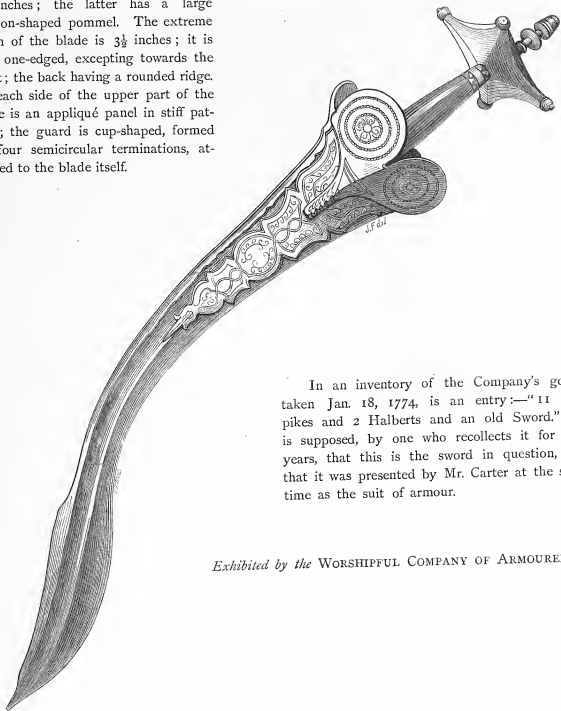 nches; the latter has a large
on-shaped pommel. The extreme
of the blade is 3½ inches; it is
one-edged, excepting towards the
; the back having a rounded ridge.
each side of the upper part of the
is an appliqué panel in stiff pat-
; the guard is cup-shaped, formed
four semicircular terminations, at-
ed to the blade itself.
J.F del
In an inventory of the Company's go
taken Jan. 18, 1774, is an entry:—“11
pikes and 2 Halberts and an old Sword.”
is supposed, by one who recollects it for
years, that this is the sword in question,
that it was presented by Mr. Carter at the s
time as the suit of armour.
Exhibited by the WORSHIPFUL COMPANY OF ARMOURE